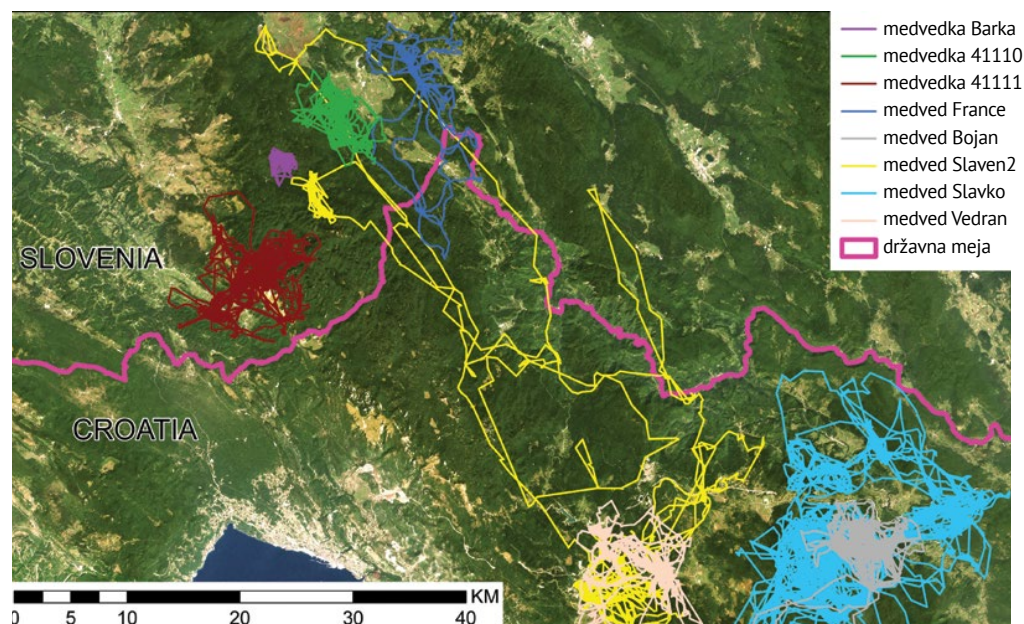 medvedka Barka
medvedka 41110
medvedka 41111
medved France
medved Bojan
medved Slaven2
medved Slavko
medved Vedran
državna meja
SLOVENIA
CROATIA
KM
0 5 10 20 30 40